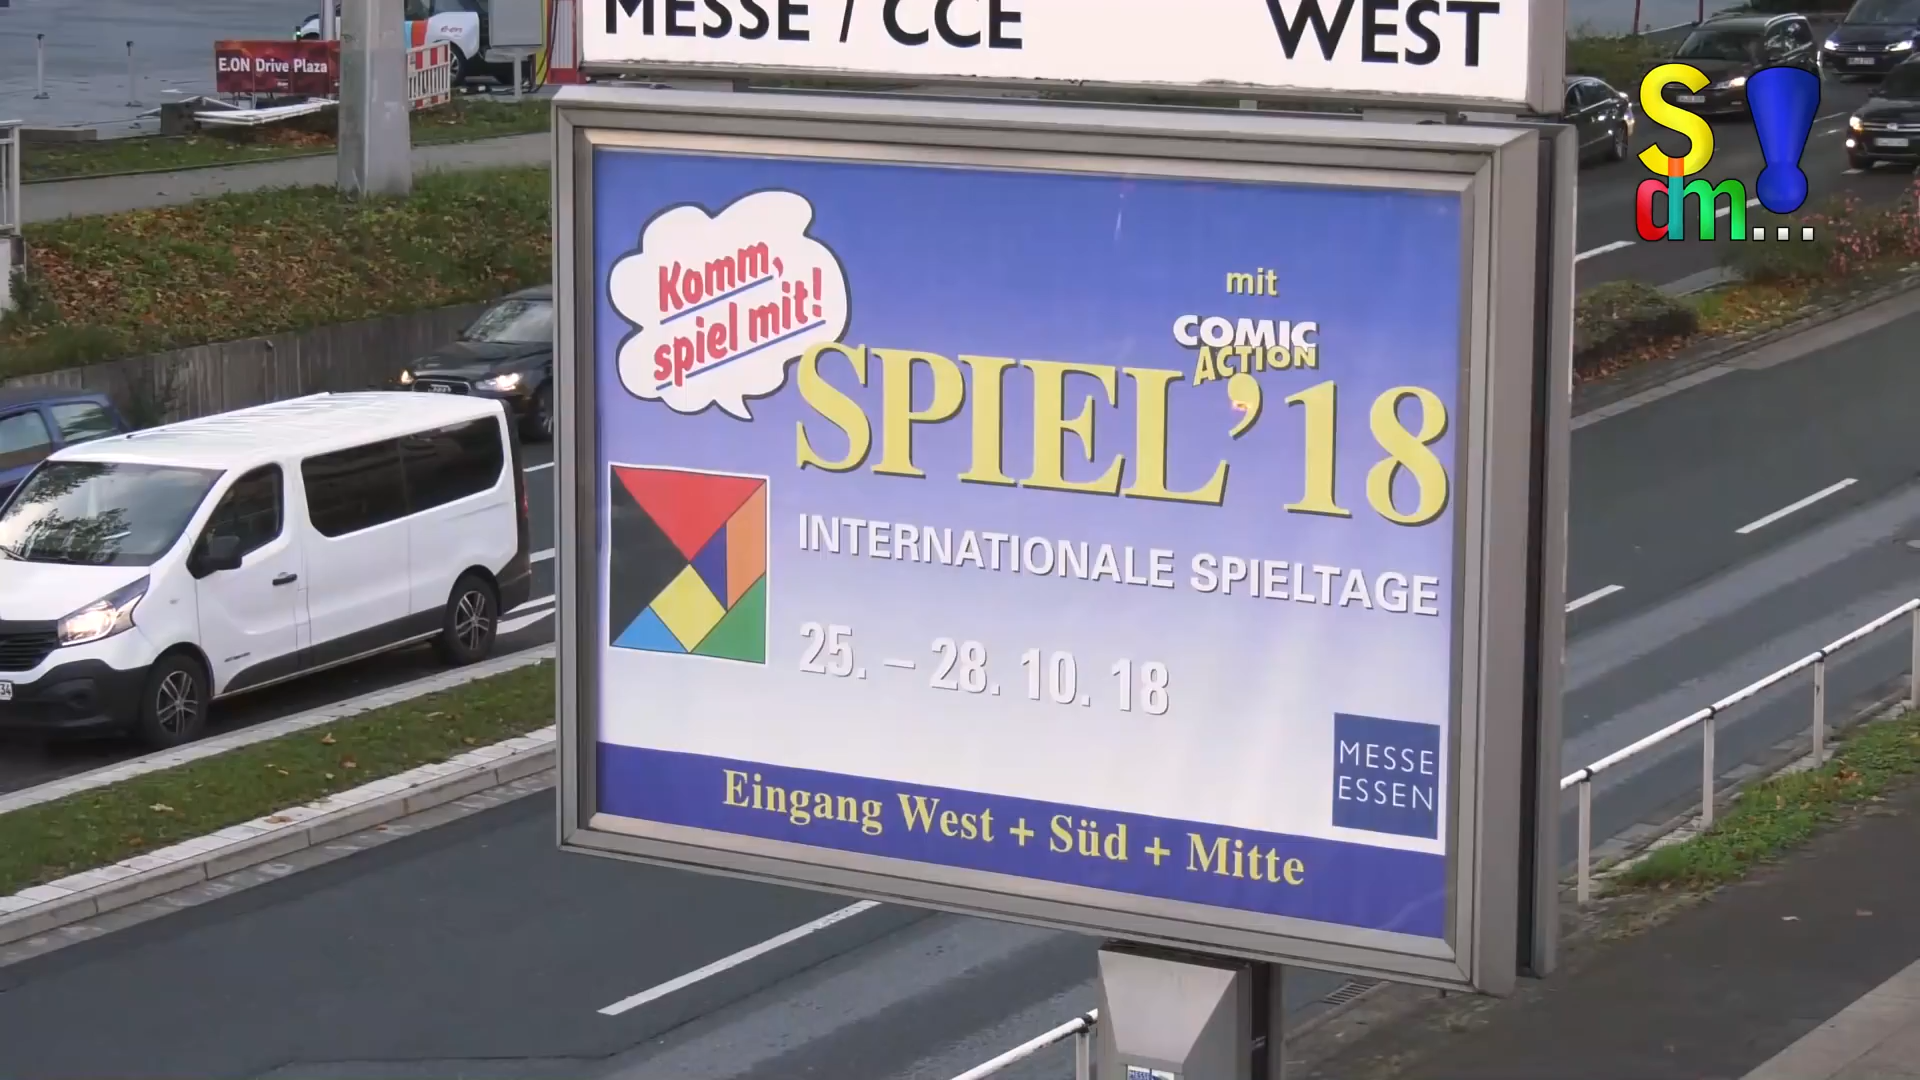 MESSE / CCE WEST
E.ON Drive Plaza
Komm,
spiel mit!
mit
COMIC
ACTION
SPIEL'18
INTERNATIONALE SPIELTAGE
25. – 28. 10. 18
MESSE
ESSEN
Eingang West + Süd + Mitte
S!
dm...